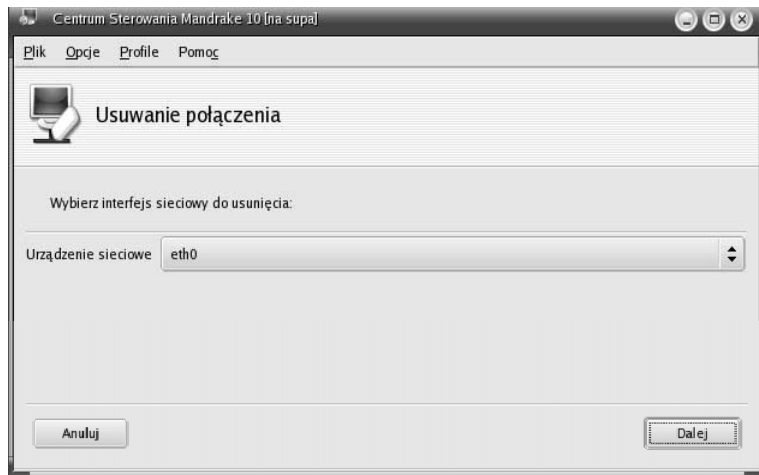 Centrum Sterowania Mandrake 10 [na supa]
Plik Opcje Profile Pomoc
Usuwanie połączenia
Wybierz interfejs sieciowy do usunięcia:
Urządzenie sieciowe eth0
Anuluj Dalej